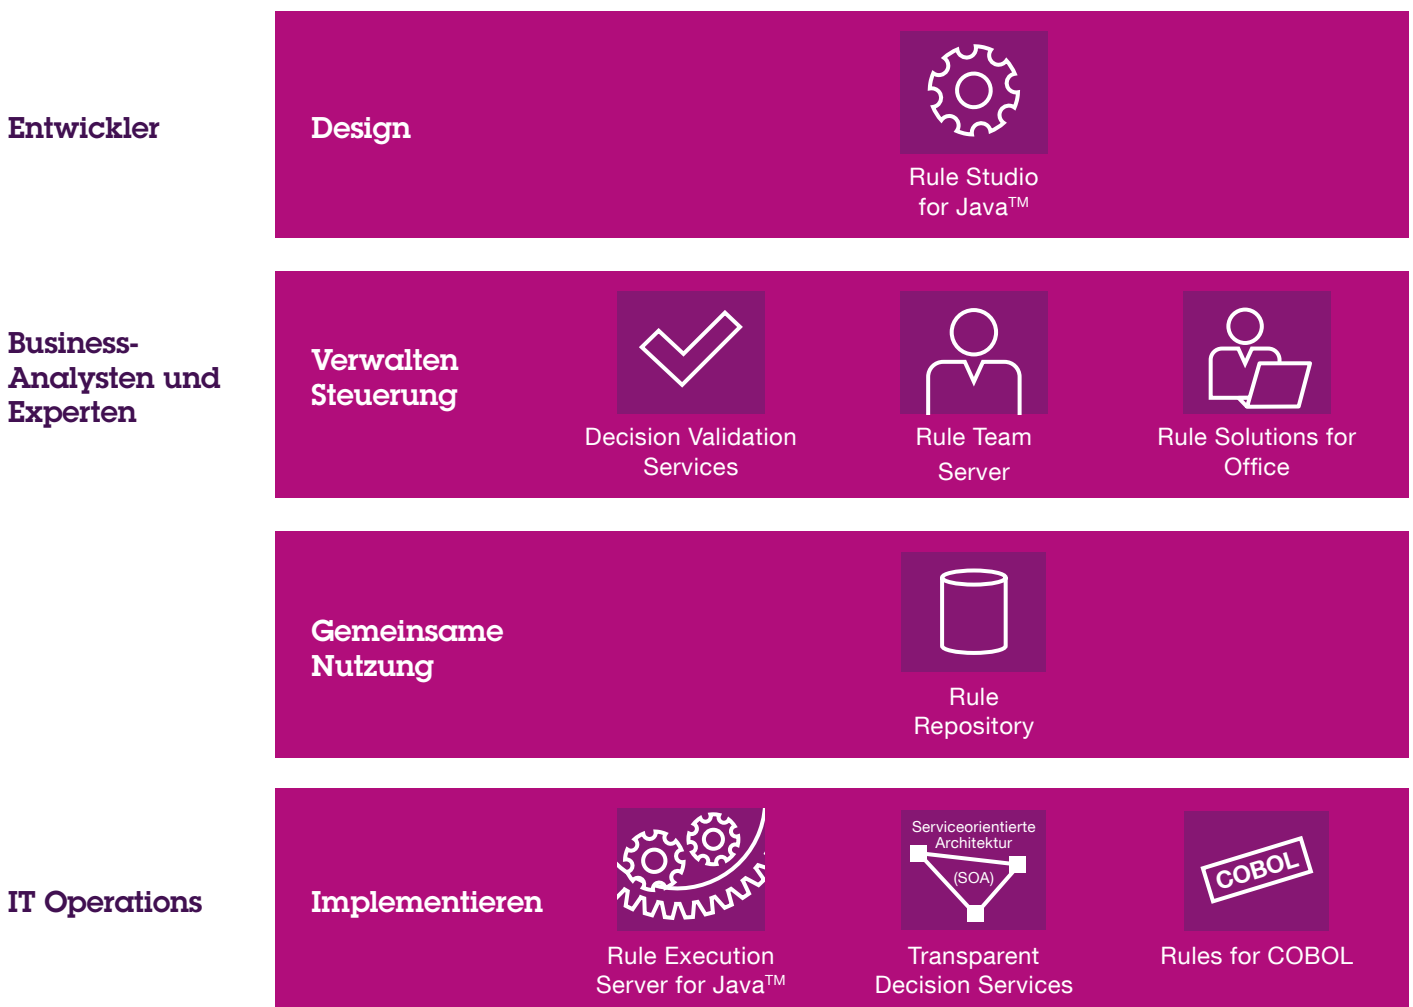 Entwickler
Design
Rule Studio
for Java™
Business-
Analysten und
Experten
Verwalten
Steuerung
Decision Validation
Services
Rule Team
Server
Rule Solutions for
Office
Gemeinsame
Nutzung
Rule
Repository
IT Operations
Implementieren
Rule Execution
Server for Java™
Serviceorientierte
Architektur
(SOA)
Transparent
Decision Services
COBOL
Rules for COBOL